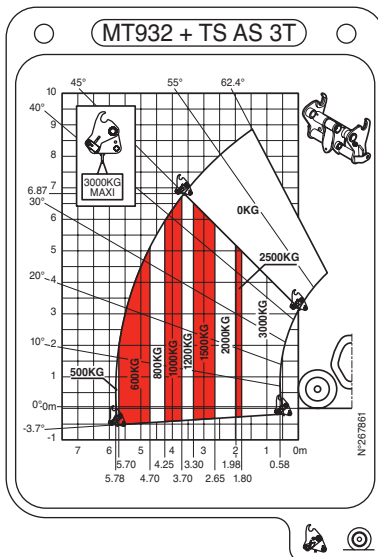 MT932 + TS AS 3T
45°
55°
62.4°
10
40°
9
8
3000KG
MAXI
7
6.87
30°
0KG
6
5
2500KG
4
20°
3
10°
2
500KG
600KG
800KG
1000KG
1200KG
1500KG
2000KG
3000KG
1
0°
0m
-3.7°
-1
7
6
5
4
3
2
1
0m
5.70
4.25
3.30
1.98
0.58
5.78
4.70
3.70
2.65
1.80
N°267861